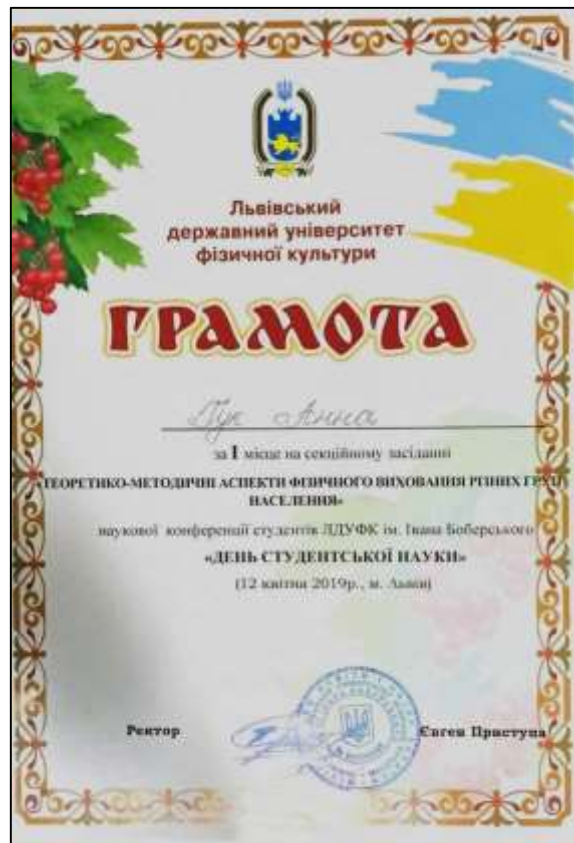 Львівський
державний університет
фізичної культури
ГРАМОТА
Анна
за І місце на секційному засіданні
«ТЕОРЕТИКО-МЕТОДИЧНІ АСПЕКТИ ФІЗИЧНОГО ВИХОВАННЯ РІЗНИХ ГРУП
НАСЕЛЕННЯ»
наукової конференції студентів ЛДУФК ім. Івана Боберського
«ДЕНЬ СТУДЕНТСЬКОЇ НАУКИ»
(12 квітня 2019р., м. Львів)
Ректор Євген Приступа